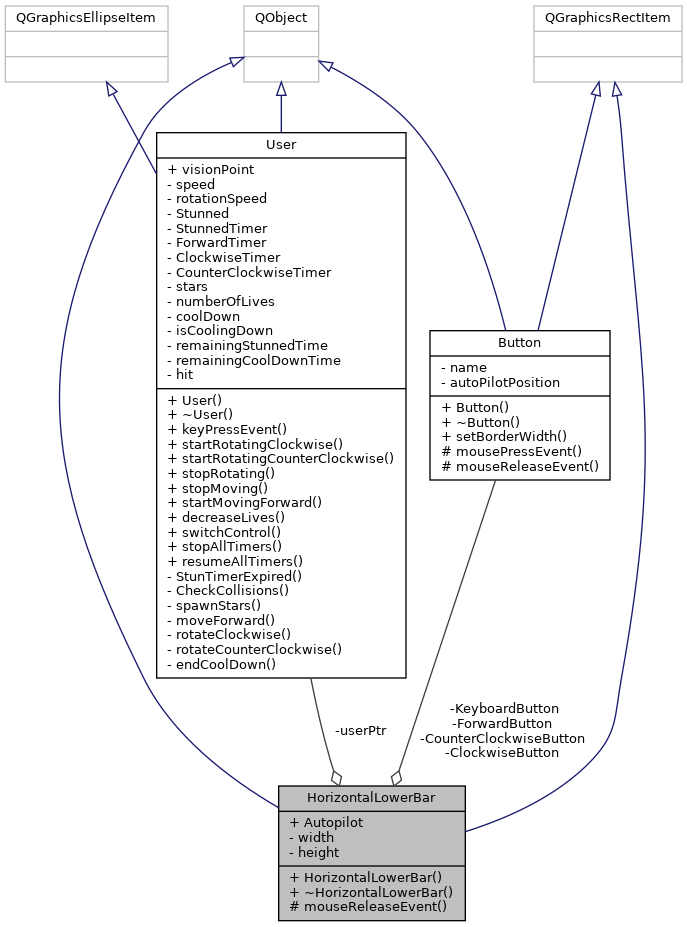 QGraphicsEllipseItem
QObject
QGraphicsRectItem
User
+ visionPoint
- speed
- rotationSpeed
- Stunned
- StunnedTimer
- ForwardTimer
- ClockwiseTimer
- CounterClockwiseTimer
- stars
- numberOfLives
- coolDown
- isCoolingDown
- remainingStunnedTime
- remainingCoolDownTime
- hit
+ User()
+ ~User()
+ keyPressEvent()
+ startRotatingClockwise()
+ startRotatingCounterClockwise()
+ stopRotating()
+ stopMoving()
+ startMovingForward()
+ decreaseLives()
+ switchControl()
+ stopAllTimers()
+ resumeAllTimers()
- StunTimerExpired()
- CheckCollisions()
- spawnStars()
- moveForward()
- rotateClockwise()
- rotateCounterClockwise()
- endCoolDown()
Button
- name
- autoPilotPosition
+ Button()
+ ~Button()
+ setBorderWidth()
# mousePressEvent()
# mouseReleaseEvent()
-userPtr
-KeyboardButton
-ForwardButton
-CounterClockwiseButton
-ClockwiseButton
HorizontalLowerBar
+ Autopilot
- width
- height
+ HorizontalLowerBar()
+ ~HorizontalLowerBar()
# mouseReleaseEvent()